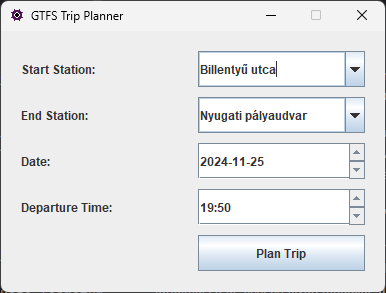 GTFS Trip Planner
Start Station: Billentyű utca
End Station: Nyugati pályaudvar
Date: 2024-11-25
Departure Time: 19:50
Plan Trip